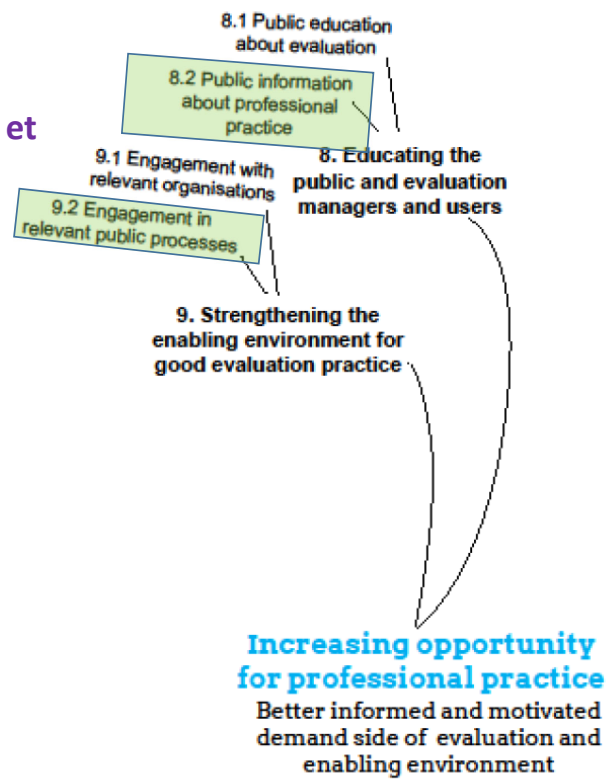 8.1 Public education
about evaluation
8.2 Public information
about professional
practice
et
8. Educating the
public and evaluation
managers and users
9.1 Engagement with
relevant organisations
9.2 Engagement in
relevant public processes
9. Strengthening the
enabling environment for
good evaluation practice
Increasing opportunity
for professional practice
Better informed and motivated
demand side of evaluation and
enabling environment